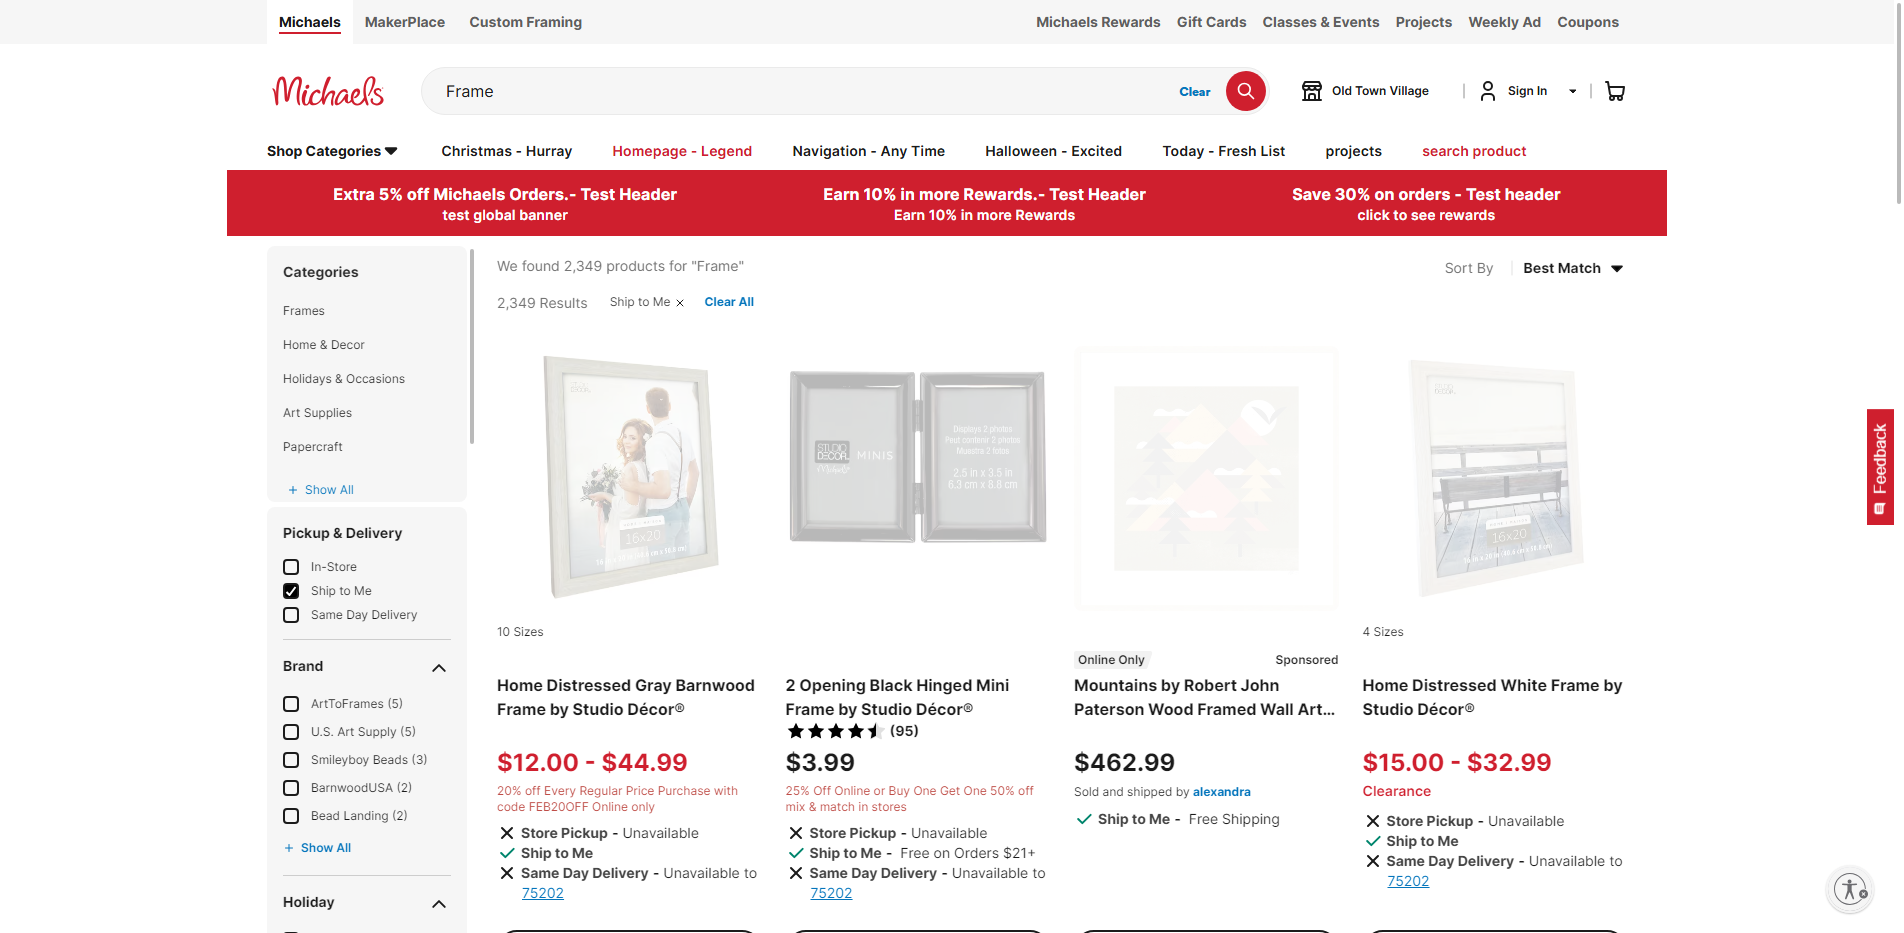 Michaels MakerPlace Custom Framing Michaels Rewards Gift Cards Classes & Events Projects Weekly Ad Coupons
Michaels Frame Clear Old Town Village Sign In
Shop Categories Christmas - Hurray Homepage - Legend Navigation - Any Time Halloween - Excited Today - Fresh List projects search product
Extra 5% off Michaels Orders.- Test Header
test global banner
Earn 10% in more Rewards.- Test Header
Earn 10% in more Rewards
Save 30% on orders - Test header
click to see rewards
Categories
Frames
Home & Decor
Holidays & Occasions
Art Supplies
Papercraft
+ Show All
Pickup & Delivery
In-Store
Ship to Me
Same Day Delivery
Brand
ArtToFrames (5)
U.S. Art Supply (5)
Smileyboy Beads (3)
BarnwoodUSA (2)
Bead Landing (2)
+ Show All
Holiday
We found 2,349 products for "Frame"
Sort By Best Match
2,349 Results Ship to Me × Clear All
16x20
10 Sizes
Home Distressed Gray Barnwood
Frame by Studio Décor®
$12.00 - $44.99
20% off Every Regular Price Purchase with
code FEB20OFF Online only
Store Pickup - Unavailable
Ship to Me
Same Day Delivery - Unavailable to
75202
STUDIO
DECOR
MINIS
Michaels
Displays 2 photos
Peut contenir 2 photos
Muestra 2 fotos
2.5 in x 3.5 in
6.3 cm x 8.8 cm
2 Opening Black Hinged Mini
Frame by Studio Décor®
(95)
$3.99
25% Off Online or Buy One Get One 50% off
mix & match in stores
Store Pickup - Unavailable
Ship to Me - Free on Orders $21+
Same Day Delivery - Unavailable to
75202
Online Only Sponsored
Mountains by Robert John
Paterson Wood Framed Wall Art...
$462.99
Sold and shipped by alexandra
Ship to Me - Free Shipping
16x20
4 Sizes
Home Distressed White Frame by
Studio Décor®
$15.00 - $32.99
Clearance
Store Pickup - Unavailable
Ship to Me
Same Day Delivery - Unavailable to
75202
Feedback